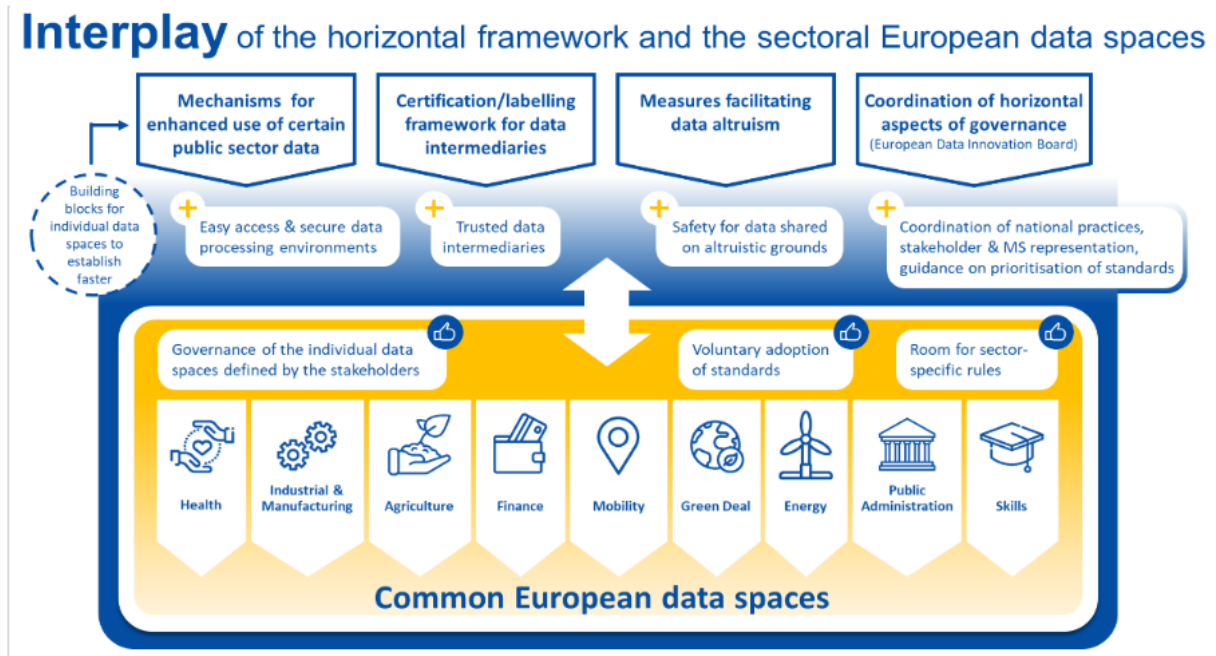 Interplay of the horizontal framework and the sectoral European data spaces
Mechanisms for
enhanced use of certain
public sector data
Certification/labelling
framework for data
intermediaries
Measures facilitating
data altruism
Coordination of horizontal
aspects of governance
(European Data Innovation Board)
Building
blocks for
individual data
spaces to
establish
faster
Easy access & secure data
processing environments
Trusted data
intermediaries
Safety for data shared
on altruistic grounds
Coordination of national practices,
stakeholder & MS representation,
guidance on prioritisation of standards
Governance of the individual data
spaces defined by the stakeholders
Voluntary adoption
of standards
Room for sector-
specific rules
Health
Industrial &
Manufacturing
Agriculture
Finance
Mobility
Green Deal
Energy
Public
Administration
Skills
Common European data spaces